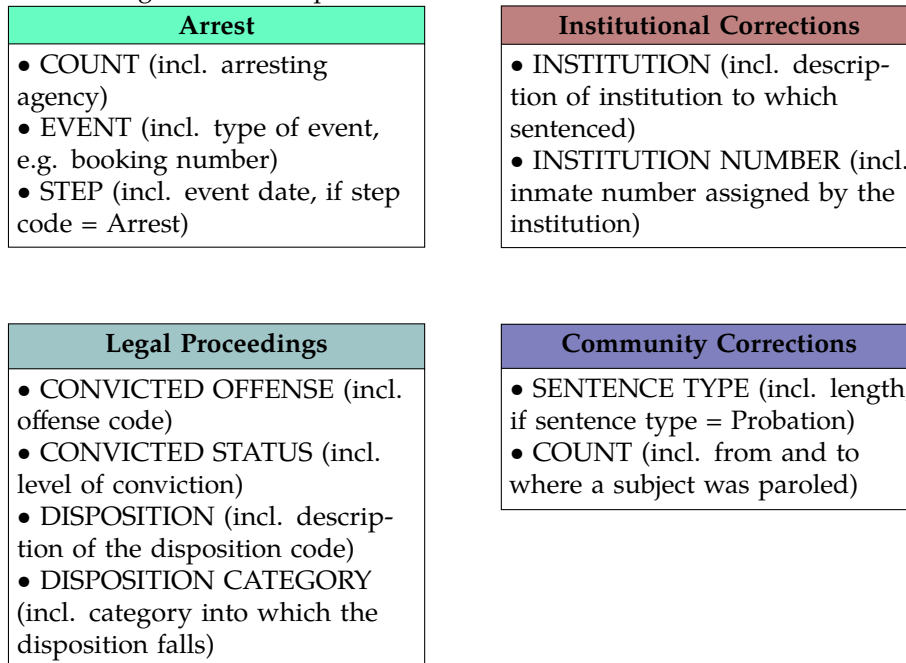 Arrest
• COUNT (incl. arresting
agency)
• EVENT (incl. type of event,
e.g. booking number)
• STEP (incl. event date, if step
code = Arrest)
Institutional Corrections
• INSTITUTION (incl. descrip-
tion of institution to which
sentenced)
• INSTITUTION NUMBER (incl.
inmate number assigned by the
institution)
Legal Proceedings
• CONVICTED OFFENSE (incl.
offense code)
• CONVICTED STATUS (incl.
level of conviction)
• DISPOSITION (incl. descrip-
tion of the disposition code)
• DISPOSITION CATEGORY
(incl. category into which the
disposition falls)
Community Corrections
• SENTENCE TYPE (incl. length,
if sentence type = Probation)
• COUNT (incl. from and to
where a subject was paroled)